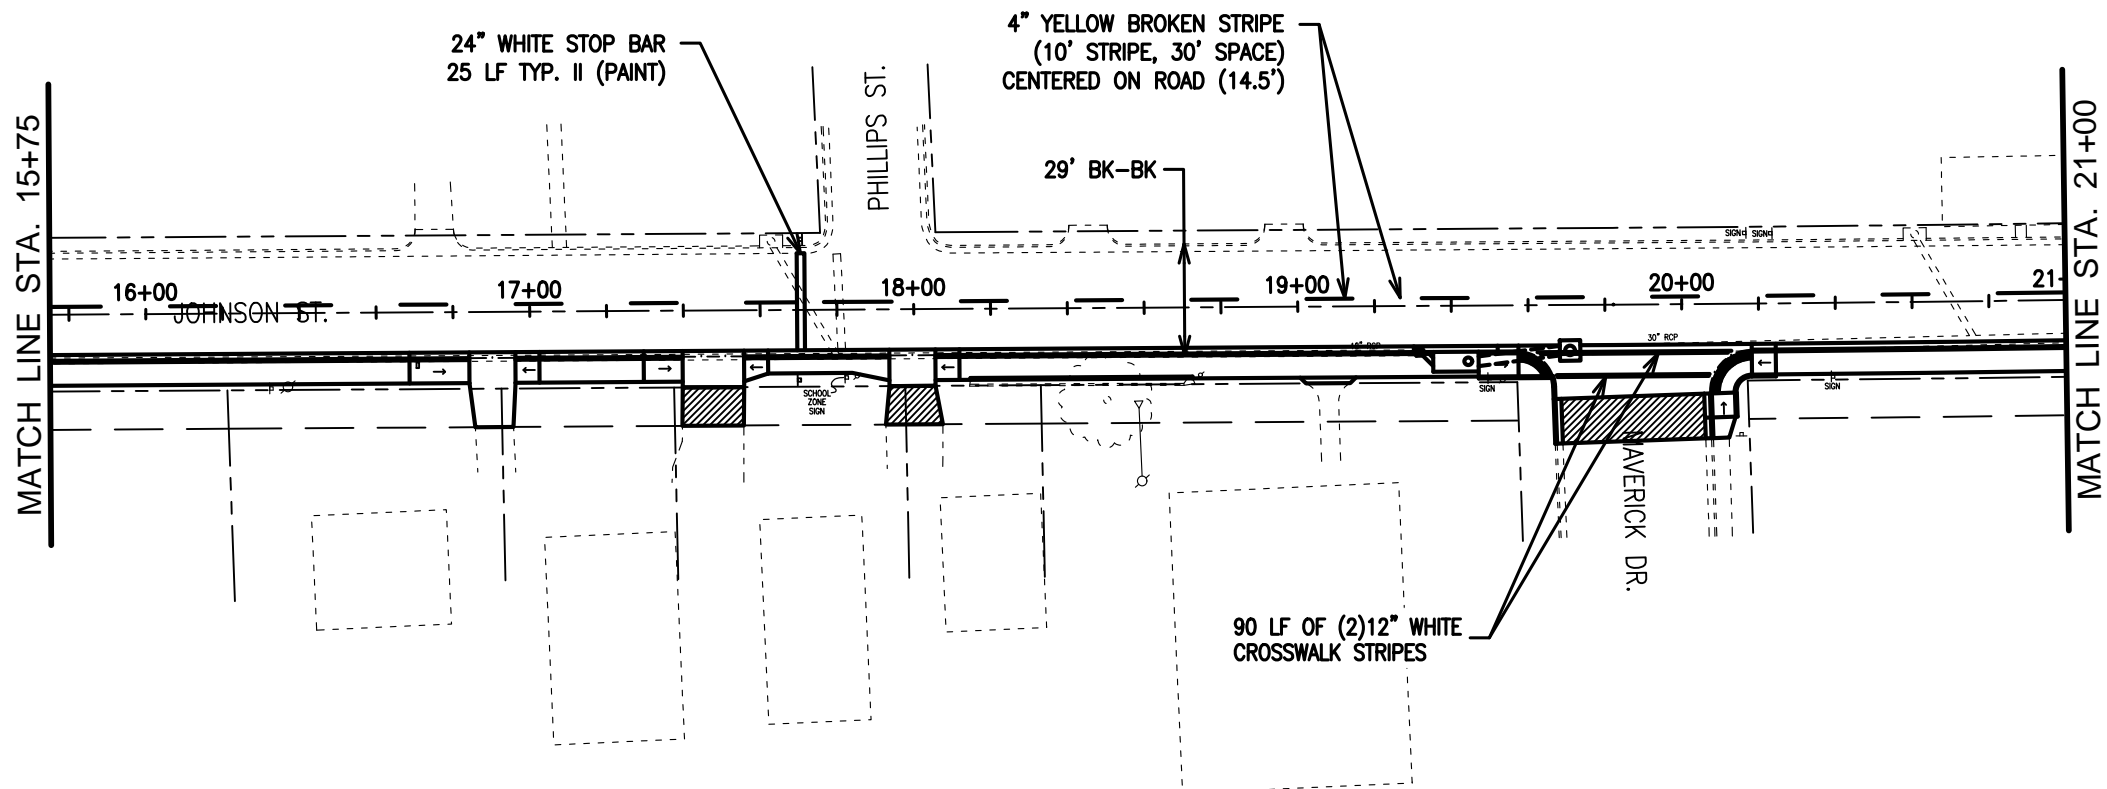 4" YELLOW BROKEN STRIPE
(10' STRIPE, 30' SPACE)
CENTERED ON ROAD (14.5')
24" WHITE STOP BAR
25 LF TYP. II (PAINT)
PHILLIPS ST.
29' BK-BK
MATCH LINE STA. 15+75
MATCH LINE STA. 21+00
SIGN
SIGN
16+00
17+00
18+00
19+00
20+00
21-
JOHNSON ST.
30" RCP
SCHOOL
ZONE
SIGN
SIGN
SIGN
MAVERICK DR.
90 LF OF (2)12" WHITE
CROSSWALK STRIPES